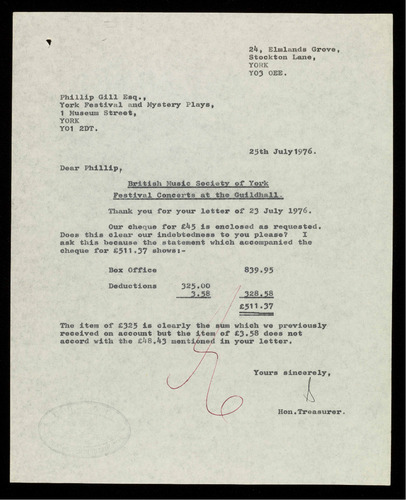 24, Elmlands Grove,
Stockton Lane,
YORK
YO3 OEE.
Phillip Gill Esq.,
York Festival and Mystery Plays,
1 Museum Street,
YORK
YO1 2DT.
25th July1976.
Dear Phillip,
British Music Society of York
Festival Concerts at the Guildhall.
Thank you for your letter of 23 July 1976.
Our cheque for £45 is enclosed as requested.
Does this clear our indebtedness to you please? I
ask this because the statement which accompanied the
cheque for £511.37 shows:-
Box Office 839.95
Deductions 325.00
3.58 328.58
£511.37
The item of £325 is clearly the sum which we previously
received on account but the item of £3.58 does not
accord with the £48.43 mentioned in your letter.
Yours sincerely,
Hon.Treasurer.